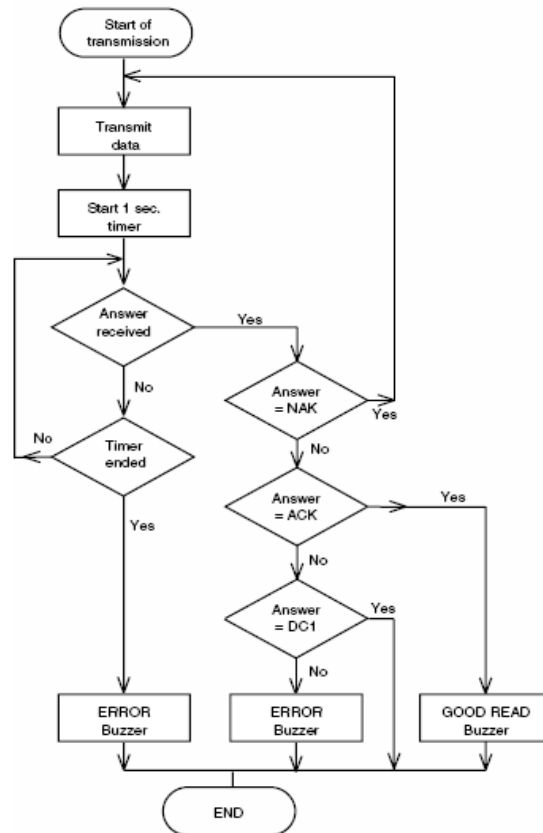 Start of
transmission
Transmit
data
Start 1 sec.
timer
Answer
received
Yes
No
Answer
= NAK
Yes
No
Timer
ended
No
Yes
Answer
= ACK
Yes
No
Answer
= DC1
Yes
No
ERROR
Buzzer
ERROR
Buzzer
GOOD READ
Buzzer
END